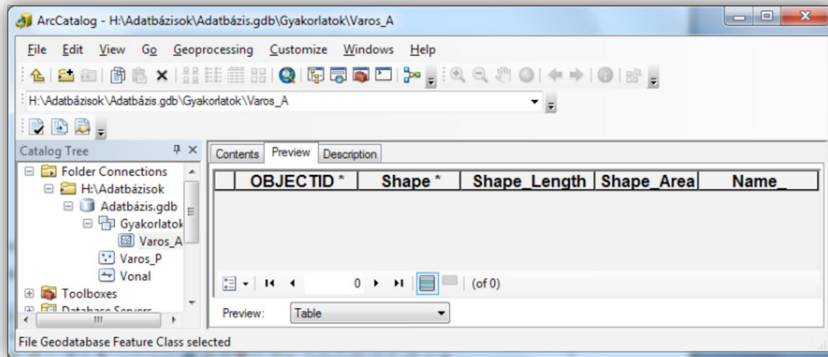 ArcCatalog - H:\Adatbázisok\Adatbázis.gdb\Gyakorlatok\Varos_A
File Edit View Go Geoprocessing Customize Windows Help
H:\Adatbázisok\Adatbázis.gdb\Gyakorlatok\Varos_A
Catalog Tree
Contents Preview Description
Folder Connections
H:\Adatbázisok
Adatbázis.gdb
Gyakorlatok
Varos_A
Varos_P
Vonal
Toolboxes
Database Servers
OBJECTID * Shape * Shape_Length Shape_Area Name_
0 (of 0)
Preview: Table
File Geodatabase Feature Class selected